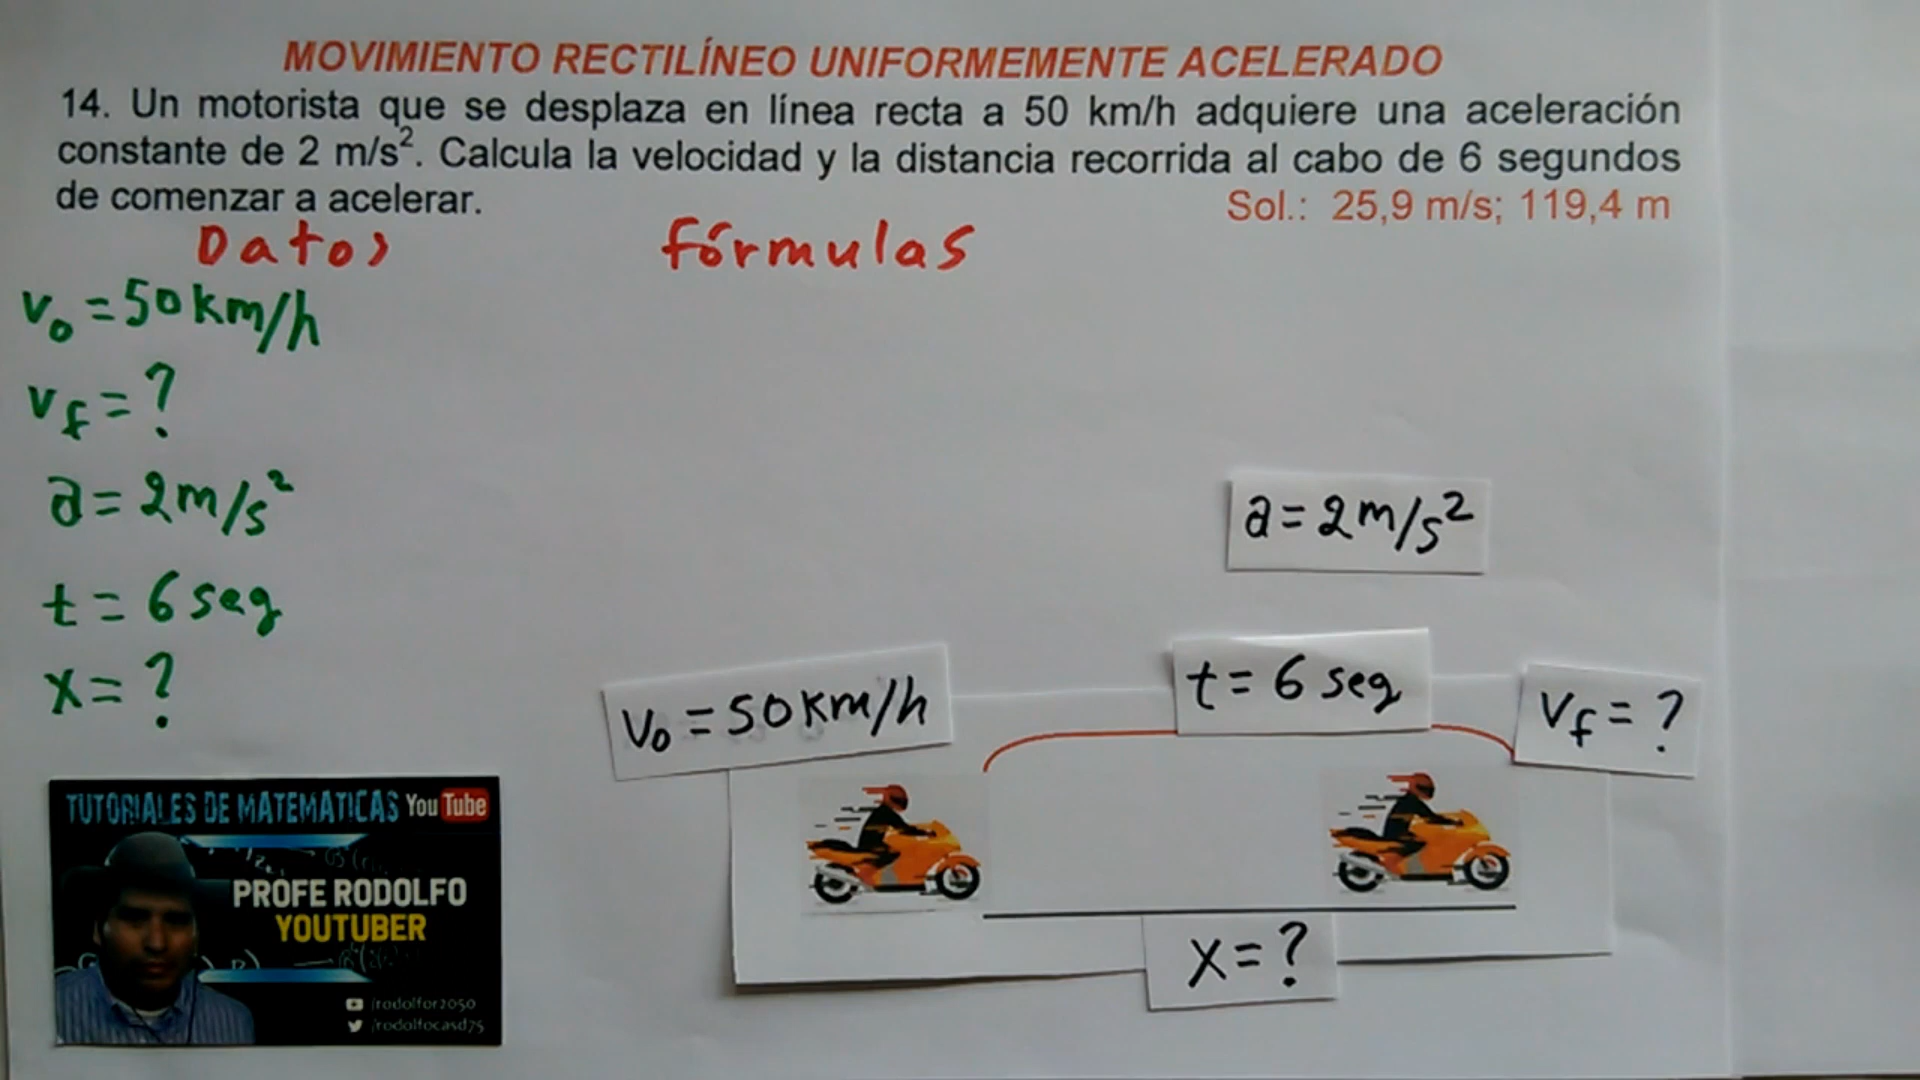 MOVIMIENTO RECTILÍNEO UNIFORMEMENTE ACELERADO
14. Un motorista que se desplaza en línea recta a 50 km/h adquiere una aceleración
constante de 2 m/s². Calcula la velocidad y la distancia recorrida al cabo de 6 segundos
de comenzar a acelerar.
Sol.: 25,9 m/s; 119,4 m
Datos
fórmulas
v₀ = 50 km/h
v_f = ?
a = 2 m/s²
t = 6 seg
x = ?
a = 2 m/s²
t = 6 seg
v₀ = 50 km/h
v_f = ?
x = ?
TUTORIALES DE MATEMATICAS YouTube
PROFE RODOLFO
YOUTUBER
/rodolfor2050
/rodolfocasd75